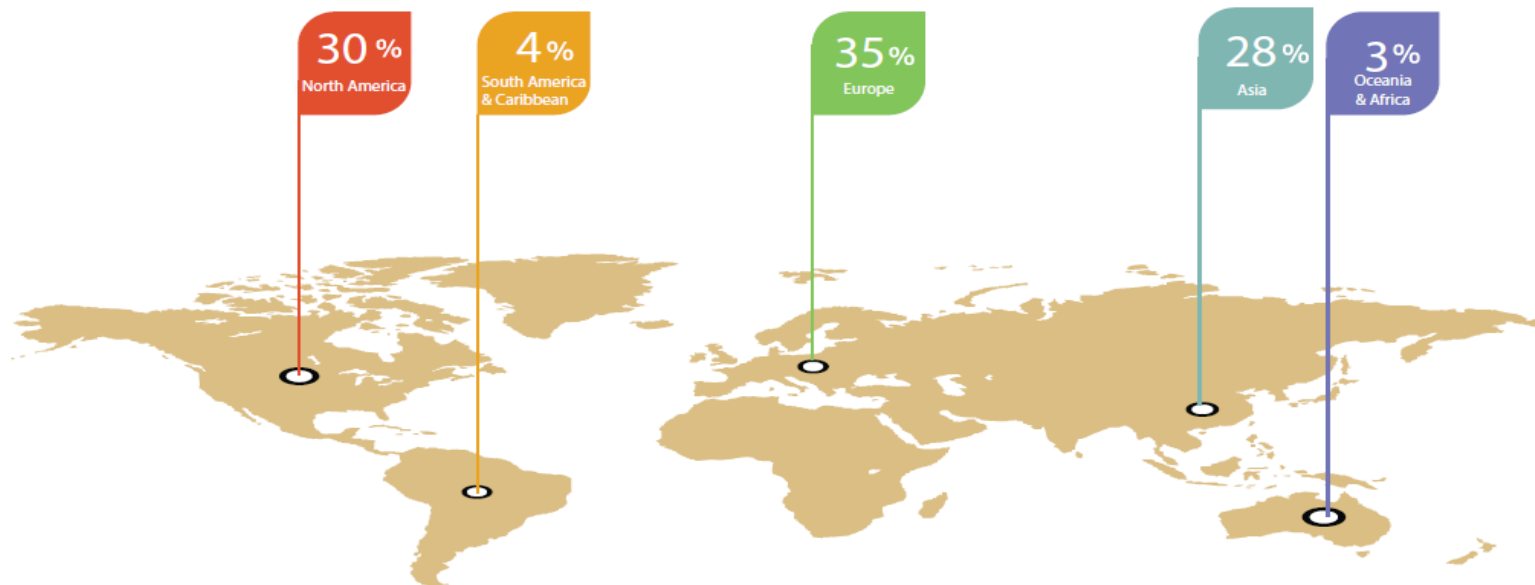 30 %
North America
4 %
South America
& Caribbean
35 %
Europe
28 %
Asia
3 %
Oceania
& Africa